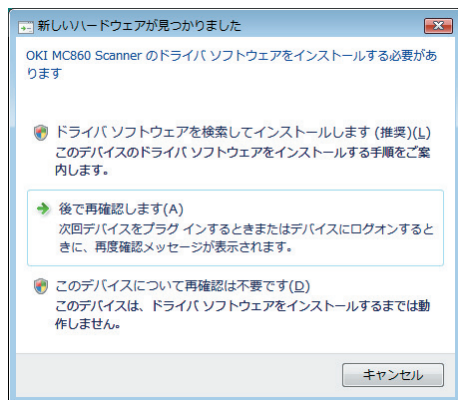 新しいハードウェアが見つかりました
OKI MC860 Scanner のドライバ ソフトウェアをインストールする必要があ
ります
ドライバ ソフトウェアを検索してインストールします (推奨)(L)
このデバイスのドライバ ソフトウェアをインストールする手順をご案
内します。
後で再確認します(A)
次回デバイスをプラグ インするときまたはデバイスにログオンすると
きに、再度確認メッセージが表示されます。
このデバイスについて再確認は不要です(D)
このデバイスは、ドライバ ソフトウェアをインストールするまでは動
作しません。
キャンセル